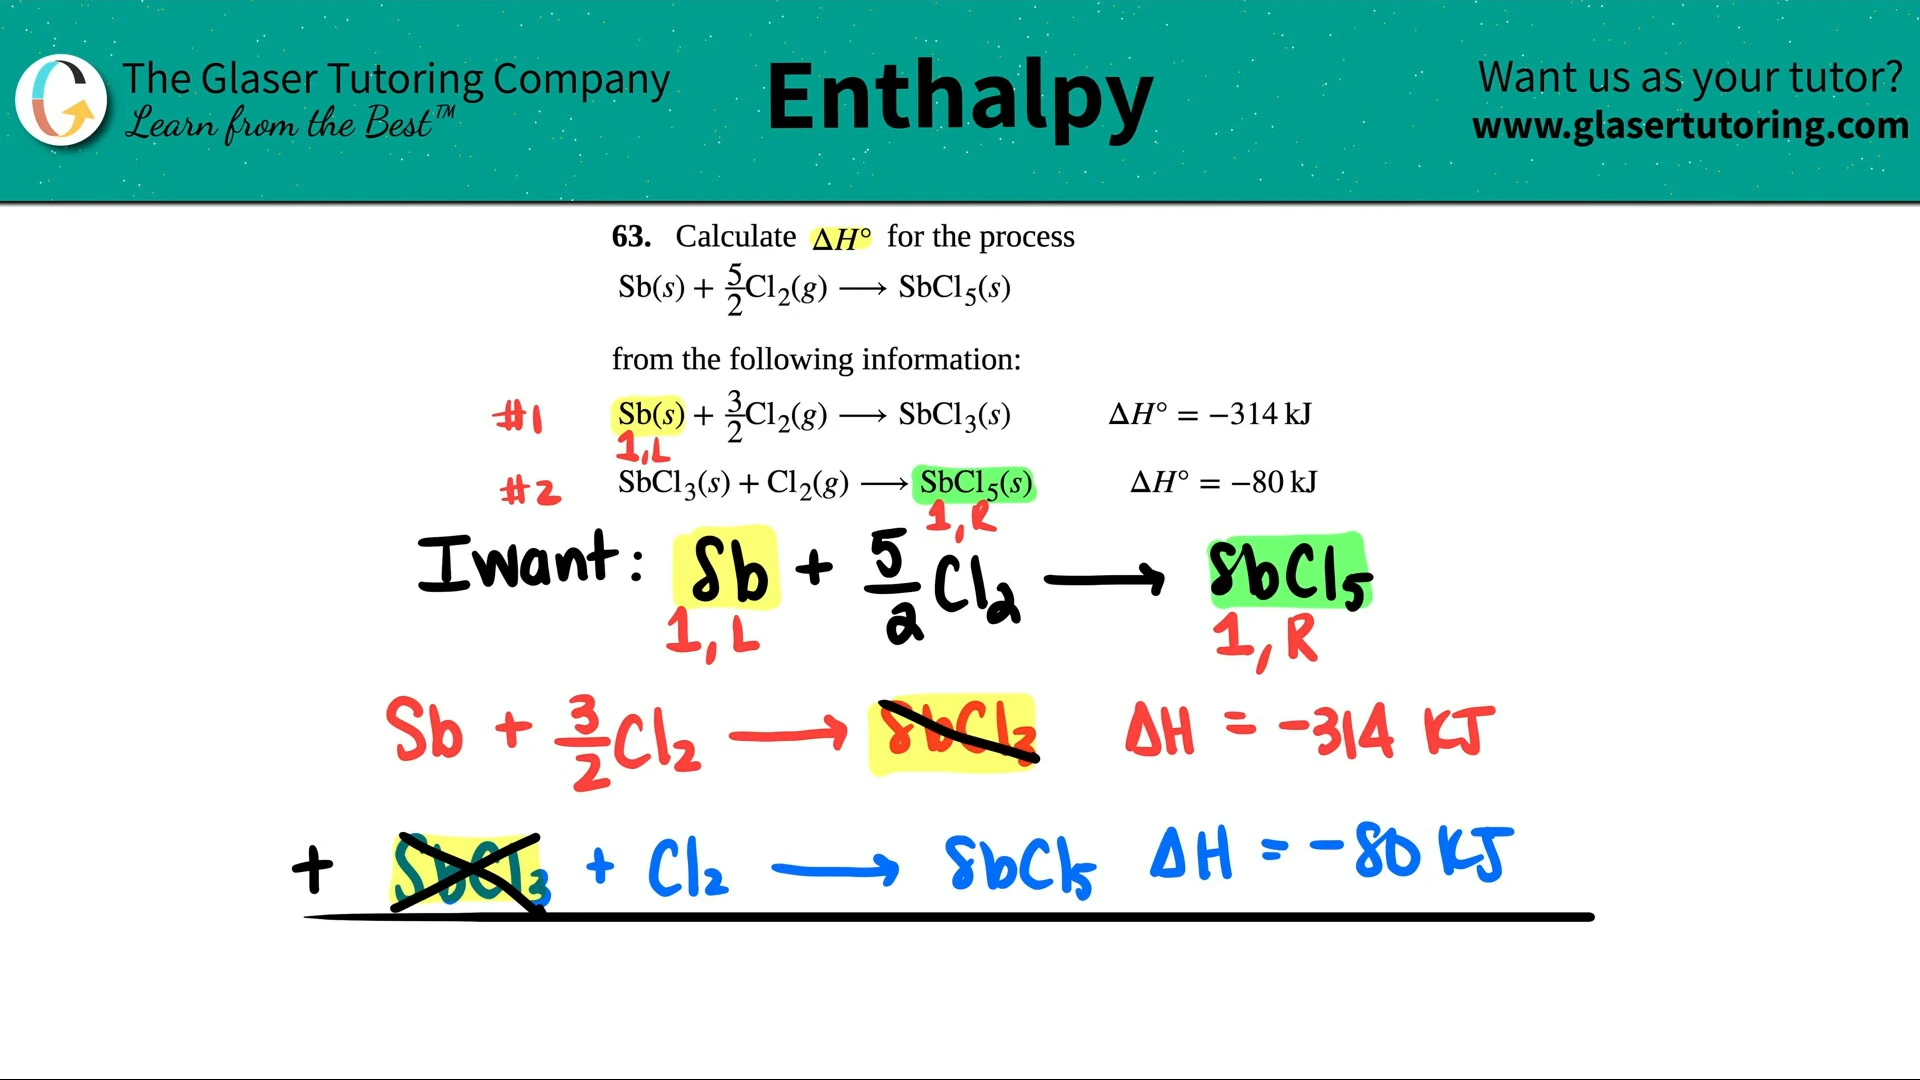 The Glaser Tutoring Company
Learn from the Best™
Enthalpy
Want us as your tutor?
www.glasertutoring.com
63. Calculate ΔH° for the process
Sb(s) + 5/2Cl₂(g) ⟶ SbCl₅(s)
from the following information:
#1 Sb(s) + 3/2Cl₂(g) ⟶ SbCl₃(s) ΔH° = −314 kJ
1,L
#2 SbCl₃(s) + Cl₂(g) ⟶ SbCl₅(s) ΔH° = −80 kJ
1,R
I want: Sb + 5/2 Cl₂ ⟶ SbCl₅
1,L 1,R
Sb + 3/2 Cl₂ ⟶ SbCl₃ ΔH = -314 KJ
+ SbCl₃ + Cl₂ ⟶ SbCl₅ ΔH = -80 KJ